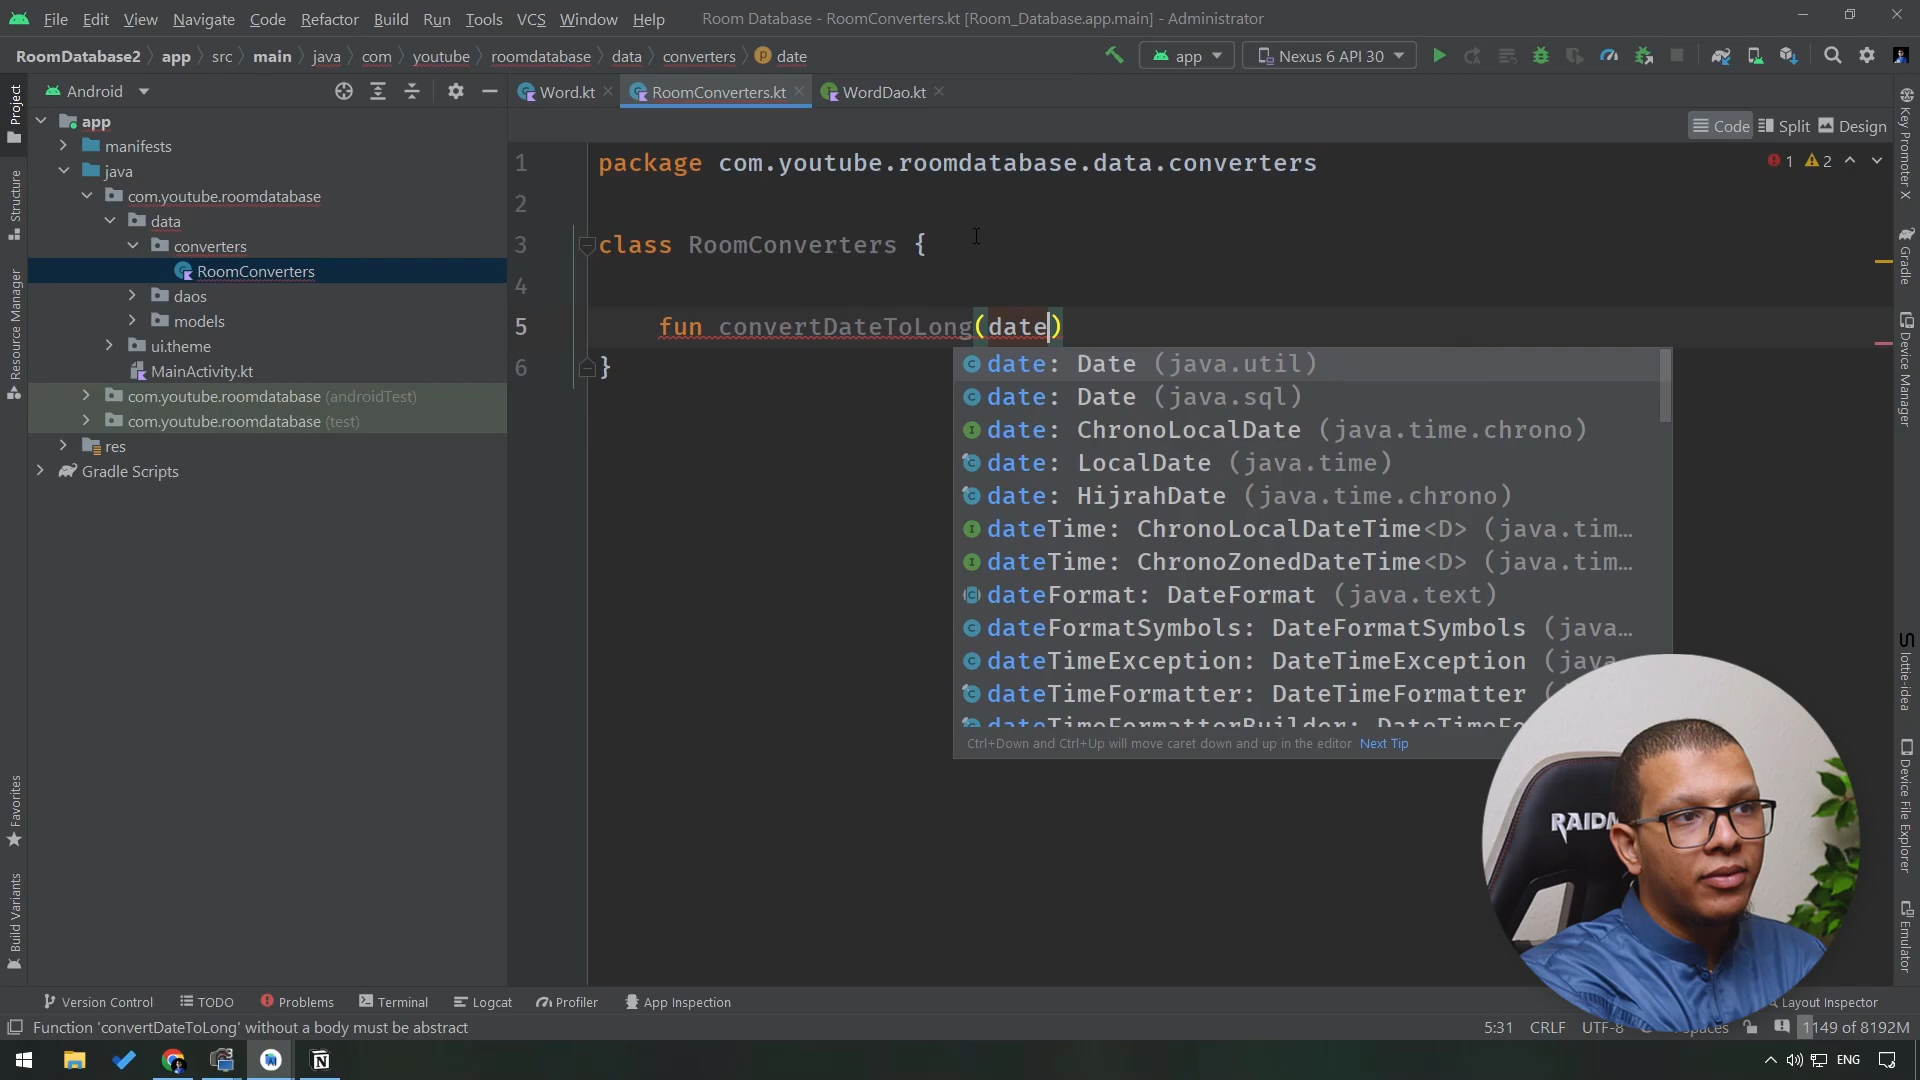 File Edit View Navigate Code Refactor Build Run Tools VCS Window Help Room Database - RoomConverters.kt [Room_Database.app.main] - Administrator
RoomDatabase2 app src main java com youtube roomdatabase data converters date app Nexus 6 API 30
Android
Word.kt RoomConverters.kt WordDao.kt
Code Split Design
Project
Structure
Resource Manager
Favorites
Build Variants
app
manifests
java
com.youtube.roomdatabase
data
converters
RoomConverters
daos
models
ui.theme
MainActivity.kt
com.youtube.roomdatabase (androidTest)
com.youtube.roomdatabase (test)
res
Gradle Scripts
1 package com.youtube.roomdatabase.data.converters
1 2
2
3 class RoomConverters {
4
5 fun convertDateToLong(date)
6 }
date: Date (java.util)
date: Date (java.sql)
date: ChronoLocalDate (java.time.chrono)
date: LocalDate (java.time)
date: HijrahDate (java.time.chrono)
dateTime: ChronoLocalDateTime<D> (java.tim…
dateTime: ChronoZonedDateTime<D> (java.tim…
dateFormat: DateFormat (java.text)
dateFormatSymbols: DateFormatSymbols (java…
dateTimeException: DateTimeException (java
dateTimeFormatter: DateTimeFormatter (
dateTimeFormatterBuilder: DateTimeFo
Ctrl+Down and Ctrl+Up will move caret down and up in the editor Next Tip
Key Promoter X
Gradle
Device Manager
lottie-idea
Device File Explorer
Emulator
RAIDM
Version Control TODO Problems Terminal Logcat Profiler App Inspection Layout Inspector
Function 'convertDateToLong' without a body must be abstract 5:31 CRLF UTF-8 spaces 1149 of 8192M
ENG